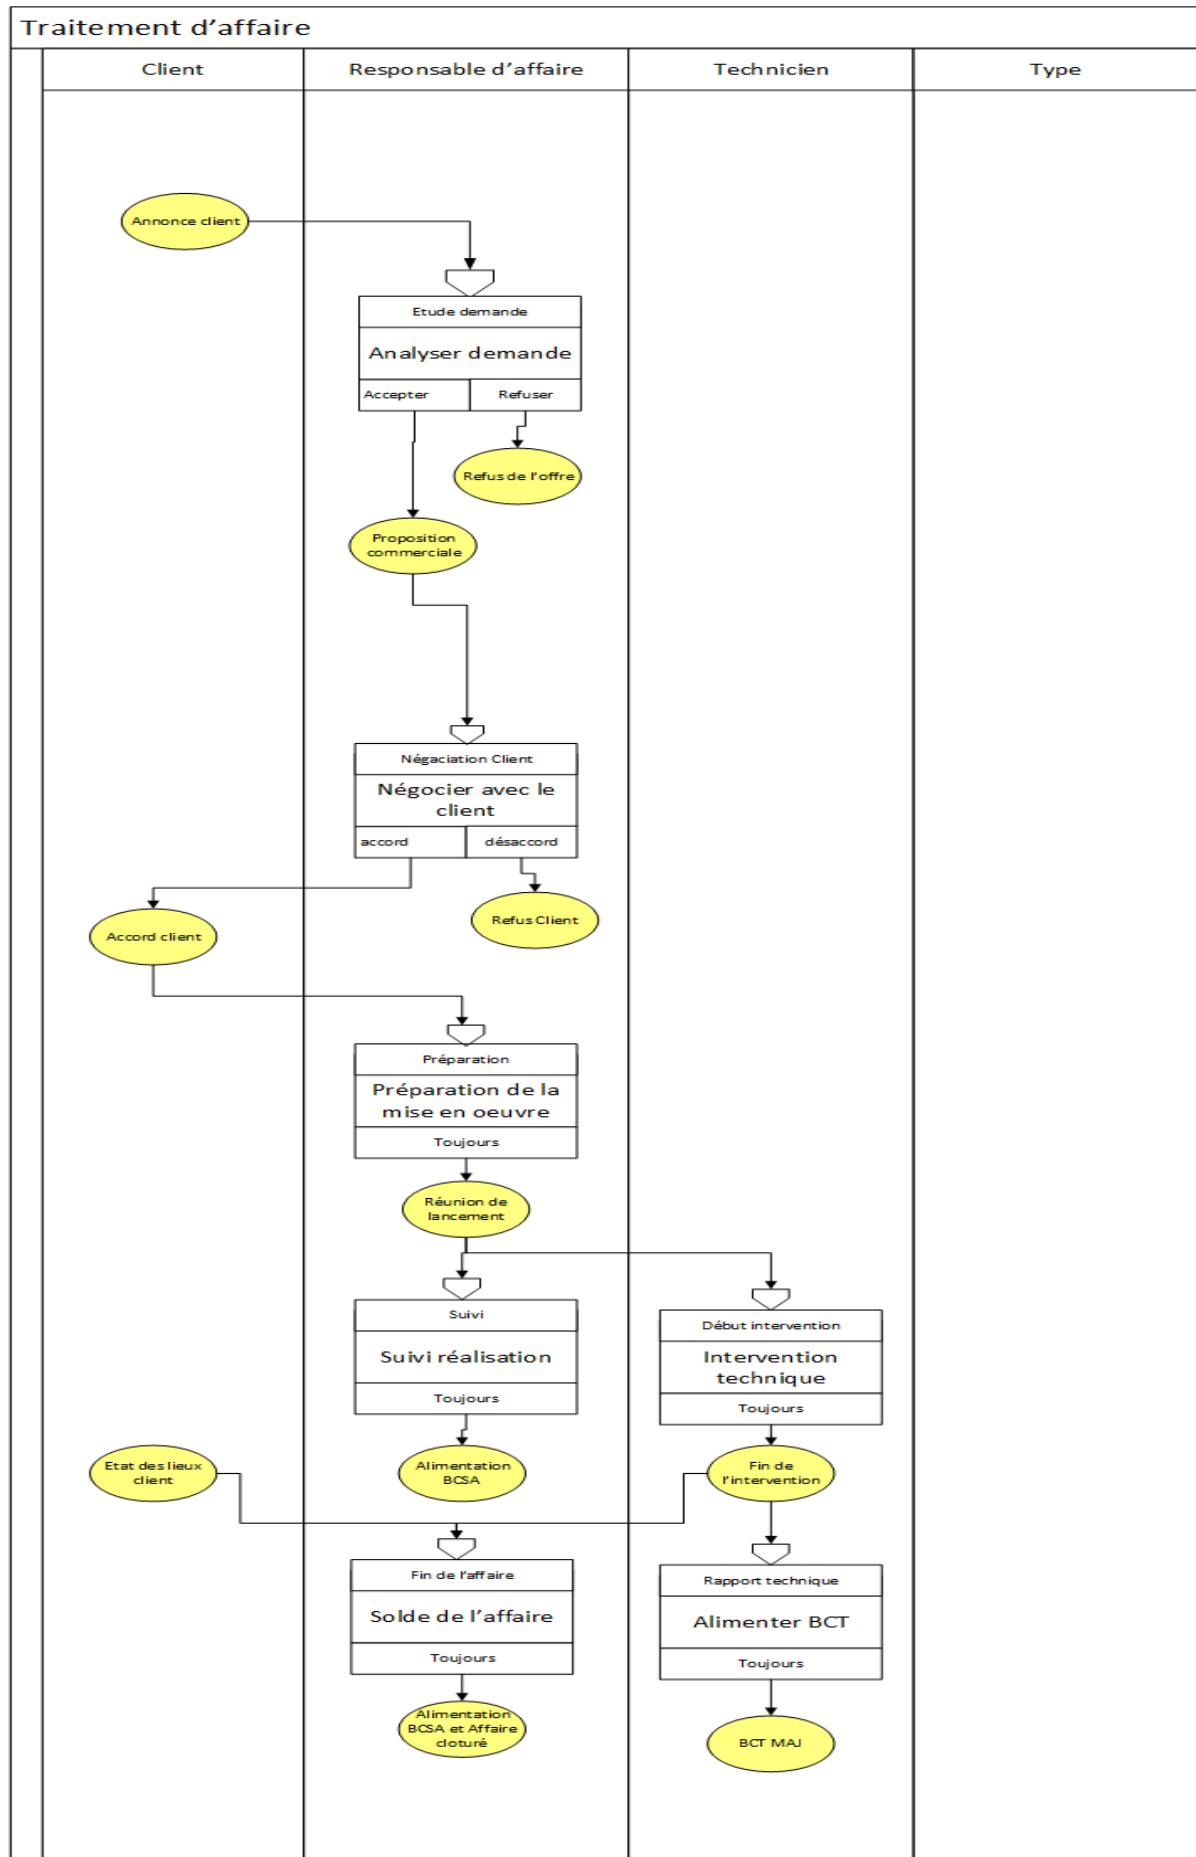 Traitement d'affaire
Client
Responsable d'affaire
Technicien
Type
Annonce client
Etude demande
Analyser demande
Accepter
Refuser
Refus de l'offre
Proposition
commerciale
Négaciation Client
Négocier avec le
client
accord
désaccord
Refus Client
Accord client
Préparation
Préparation de la
mise en oeuvre
Toujours
Réunion de
lancement
Suivi
Suivi réalisation
Toujours
Début intervention
Intervention
technique
Toujours
Etat des lieux
client
Alimentation
BCSA
Fin de
l'intervention
Fin de l'affaire
Solde de l'affaire
Toujours
Rapport technique
Alimenter BCT
Toujours
Alimentation
BCSA et Affaire
cloturé
BCT MAJ